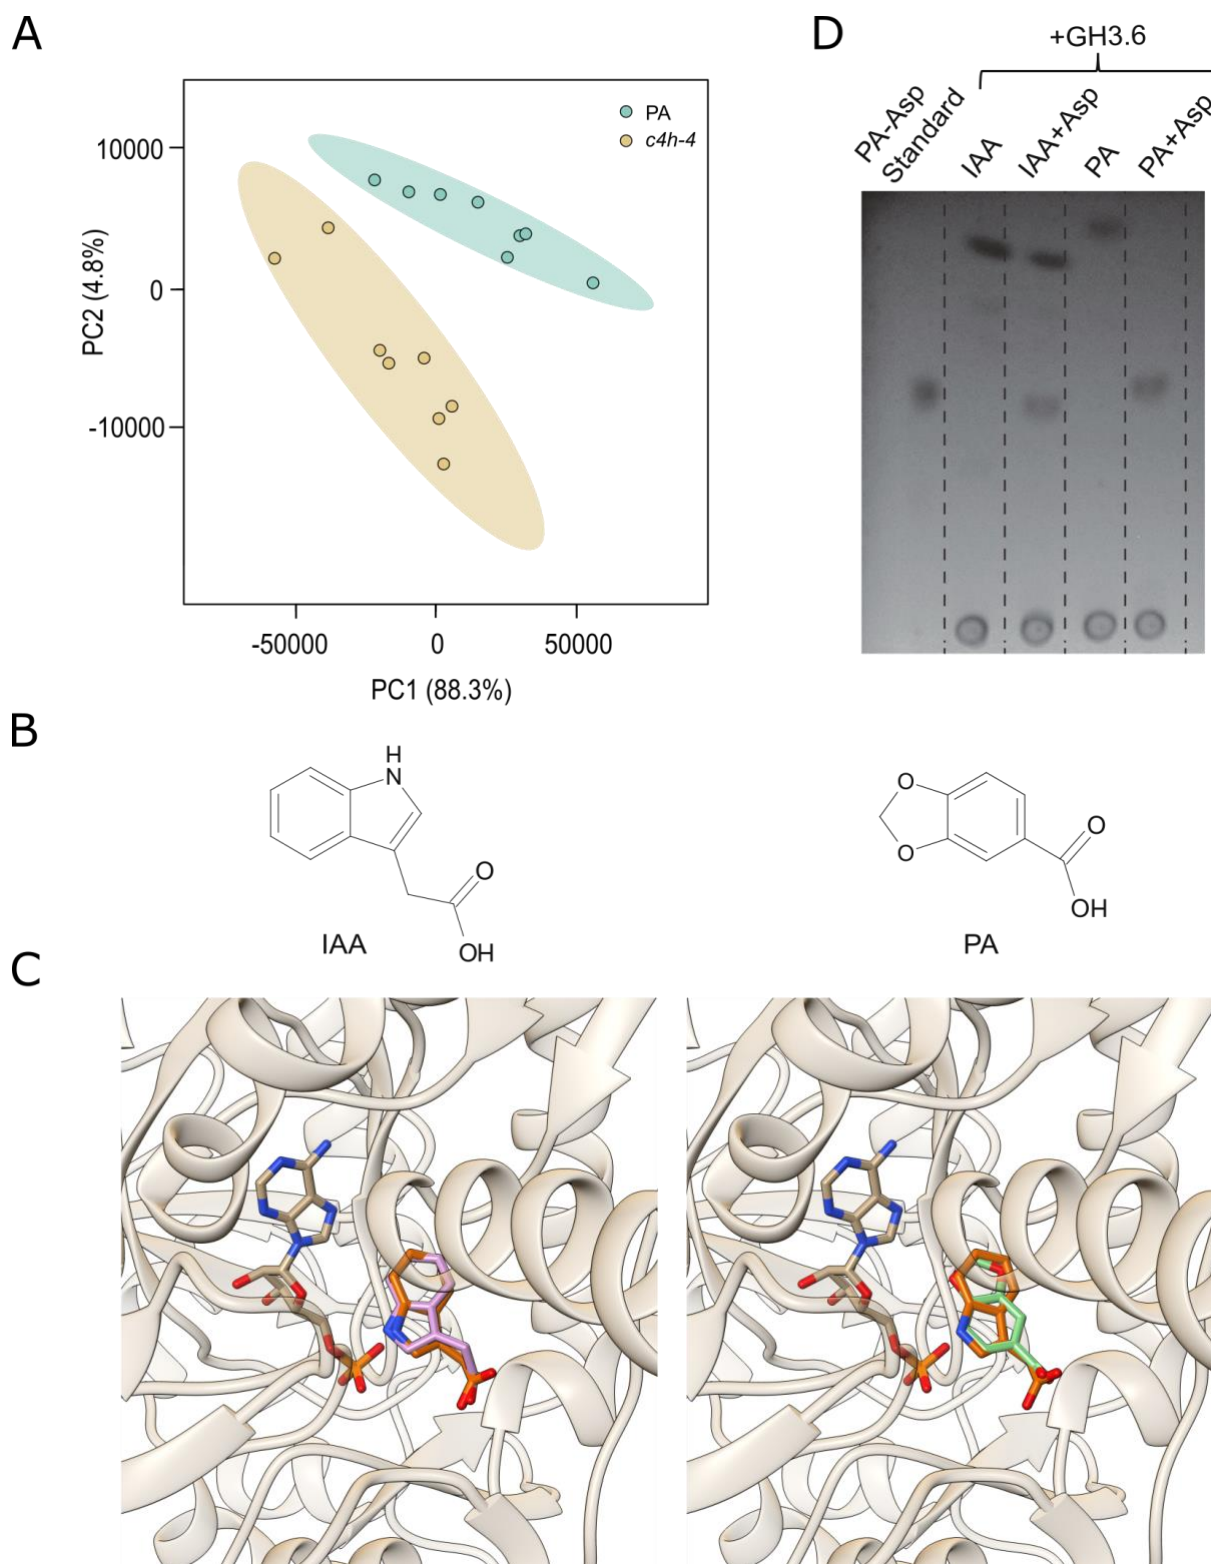 A
PA
c4h-4
10000
0
-10000
PC2 (4.8%)
-50000
0
50000
PC1 (88.3%)
D
+GH3.6
PA-Asp
Standard
IAA
IAA+Asp
PA
PA+Asp
B
H
N
O
OH
IAA
O
O
O
OH
PA
C